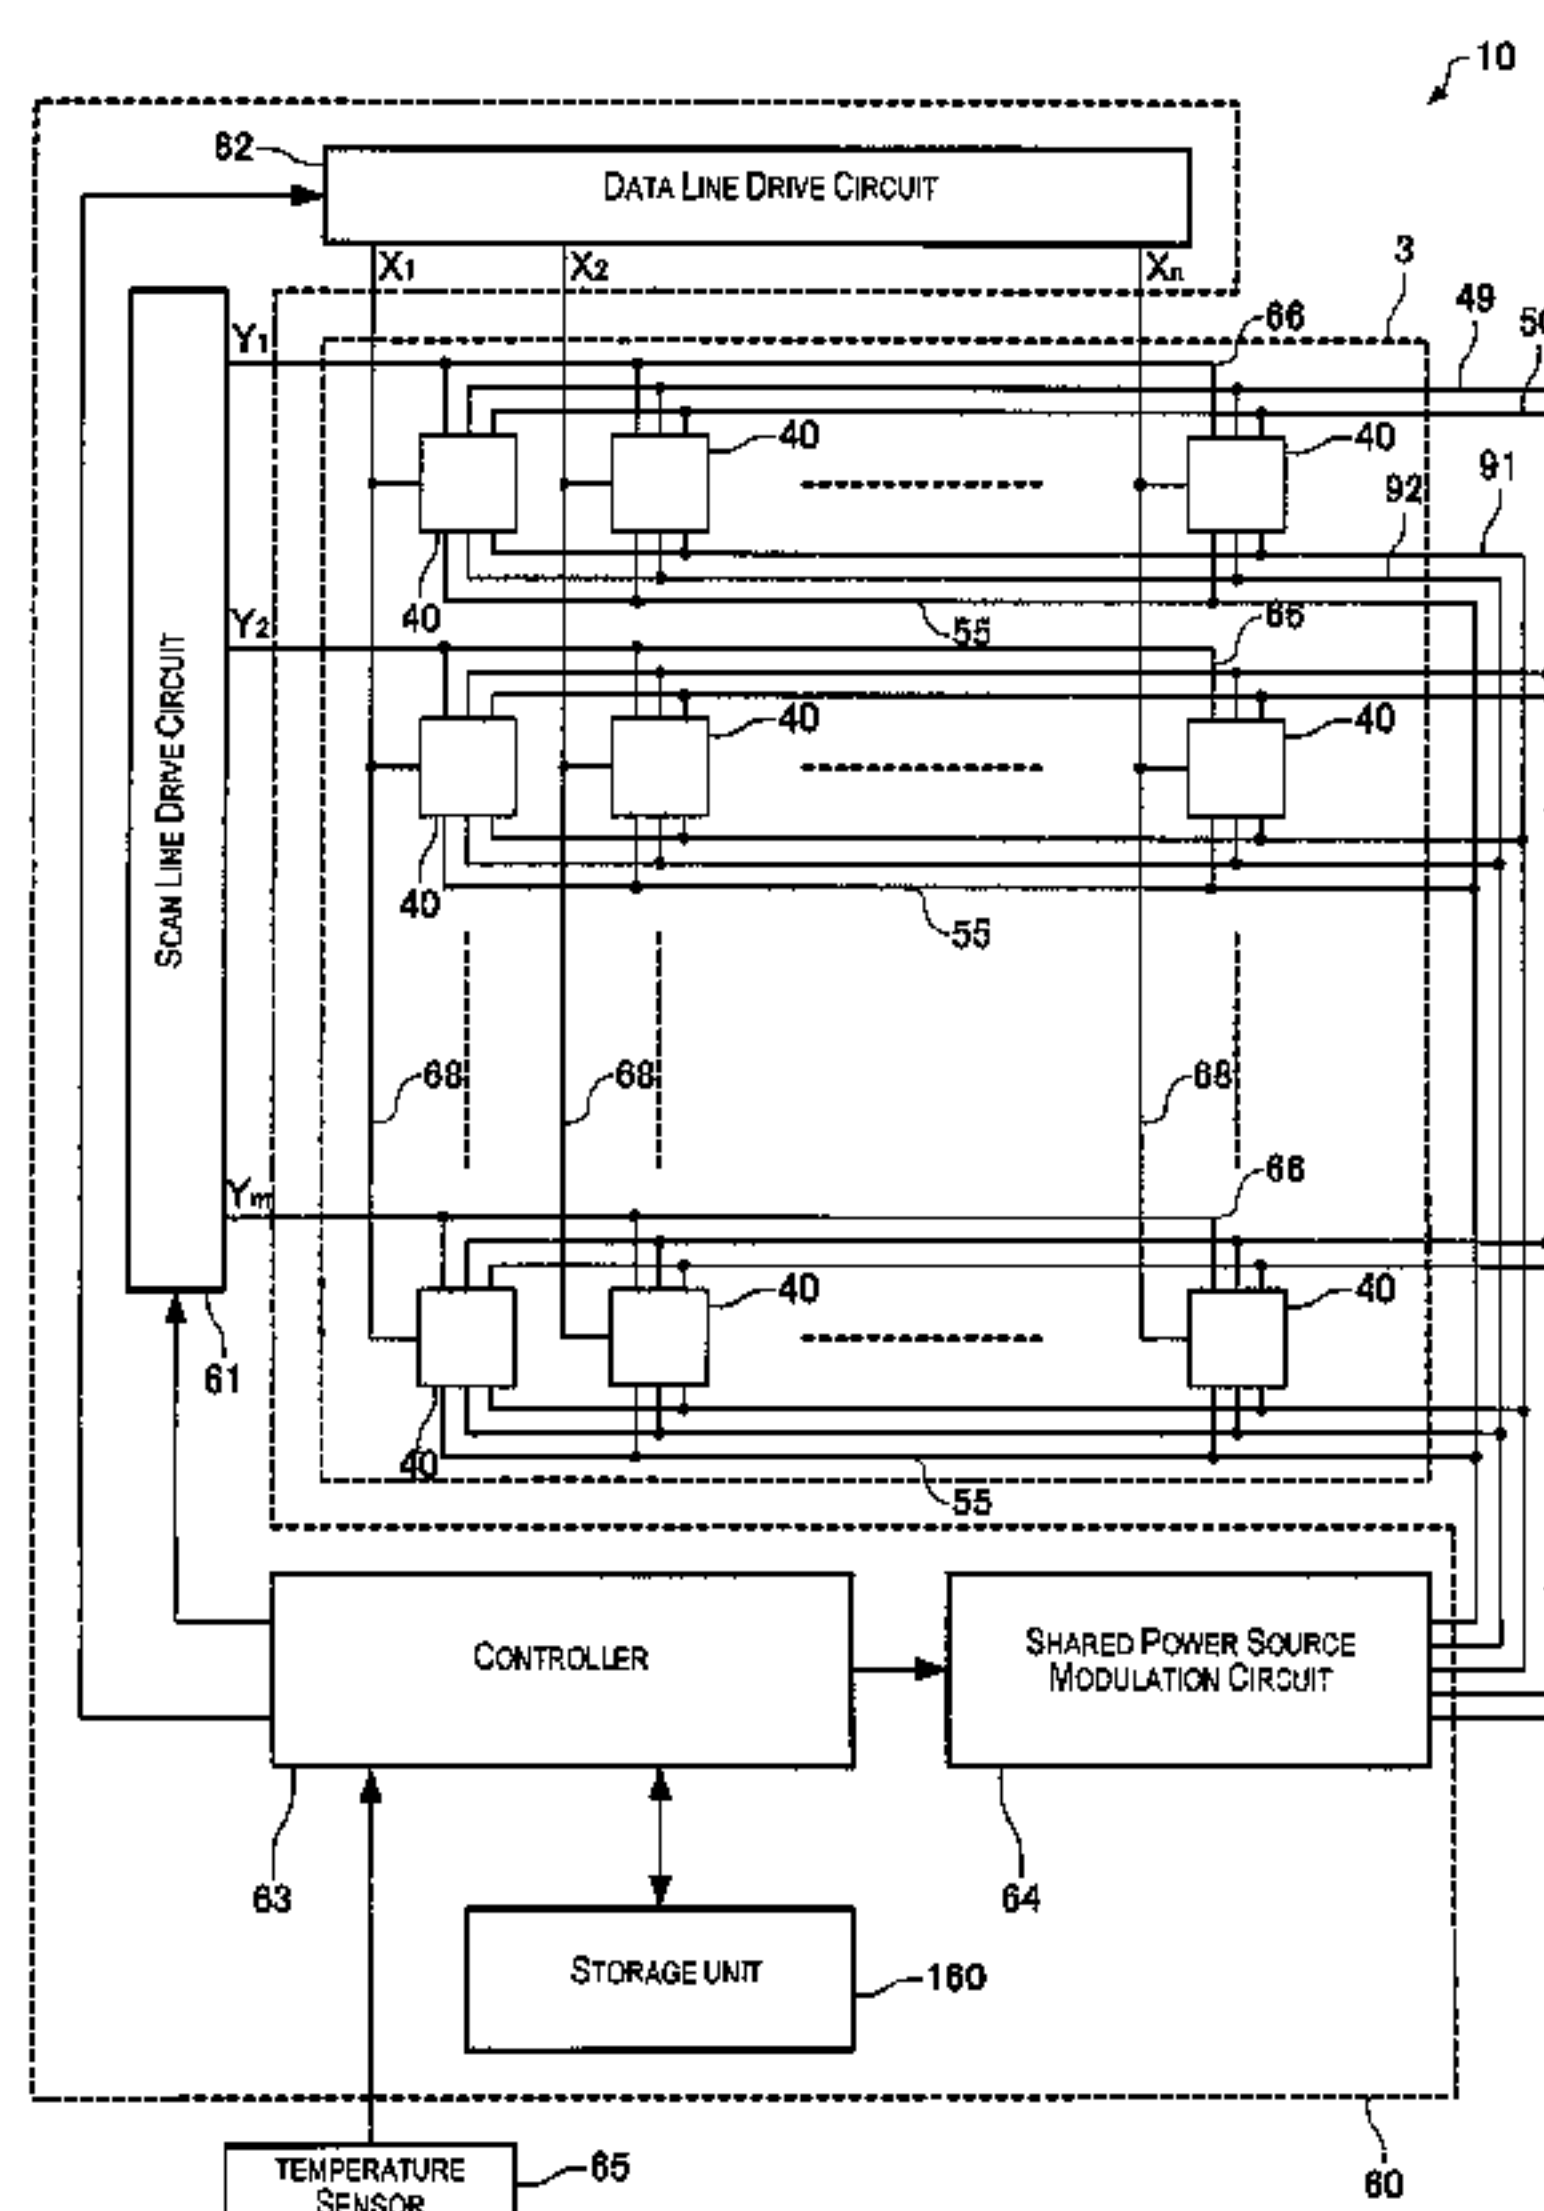 10
62
DATA LINE DRIVE CIRCUIT
X1
X2
Xn
3
49
Y1
66
40
40
91
92
40
Y2
55
66
40
40
SCAN LINE DRIVE CIRCUIT
40
55
68
68
68
Ym
66
40
40
61
40
55
CONTROLLER
SHARED POWER SOURCE
MODULATION CIRCUIT
63
64
STORAGE UNIT
160
TEMPERATURE
SENSOR
65
60